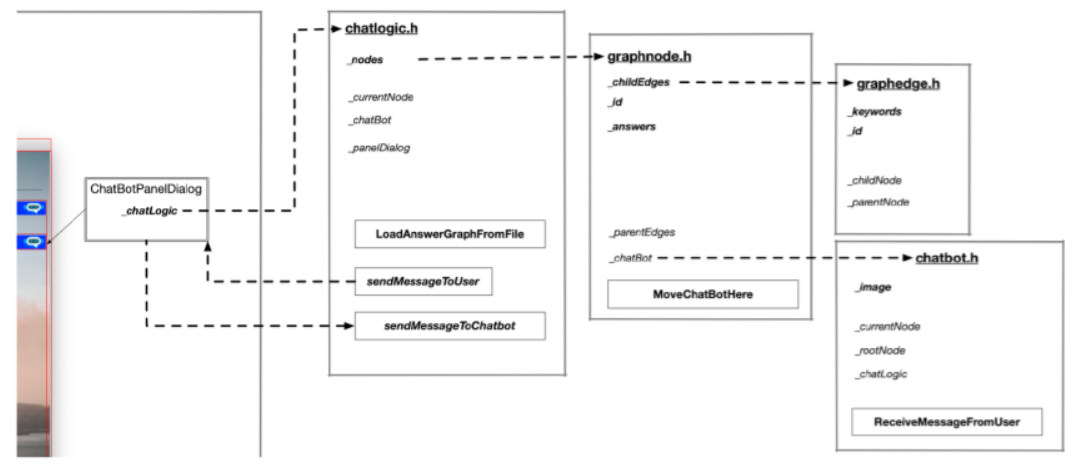 ChatBotPanelDialog
_chatLogic
chatlogic.h
_nodes
_currentNode
_chatBot
_panelDialog
LoadAnswerGraphFromFile
sendMessageToUser
sendMessageToChatbot
graphnode.h
_childEdges
_id
_answers
_parentEdges
_chatBot
MoveChatBotHere
graphedge.h
_keywords
_id
_childNode
_parentNode
chatbot.h
_image
_currentNode
_rootNode
_chatLogic
ReceiveMessageFromUser